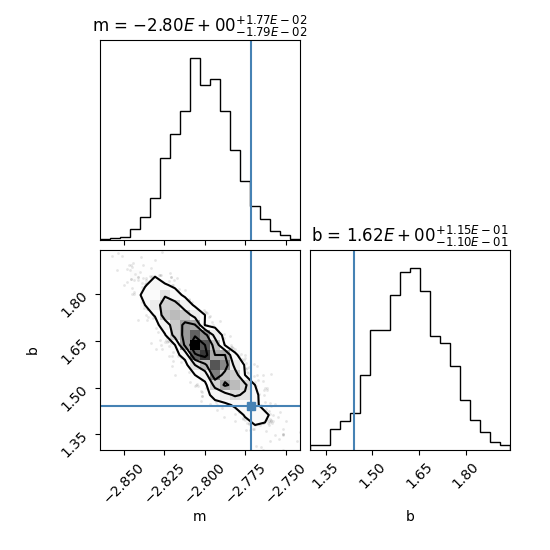 m = −2.80E + 00+1.77E − 02−1.79E − 02
b = 1.62E + 00+1.15E − 01−1.10E − 01
1.80
1.65
1.50
1.35
b
−2.850 −2.825 −2.800 −2.775 −2.750
m
1.35 1.50 1.65 1.80
b